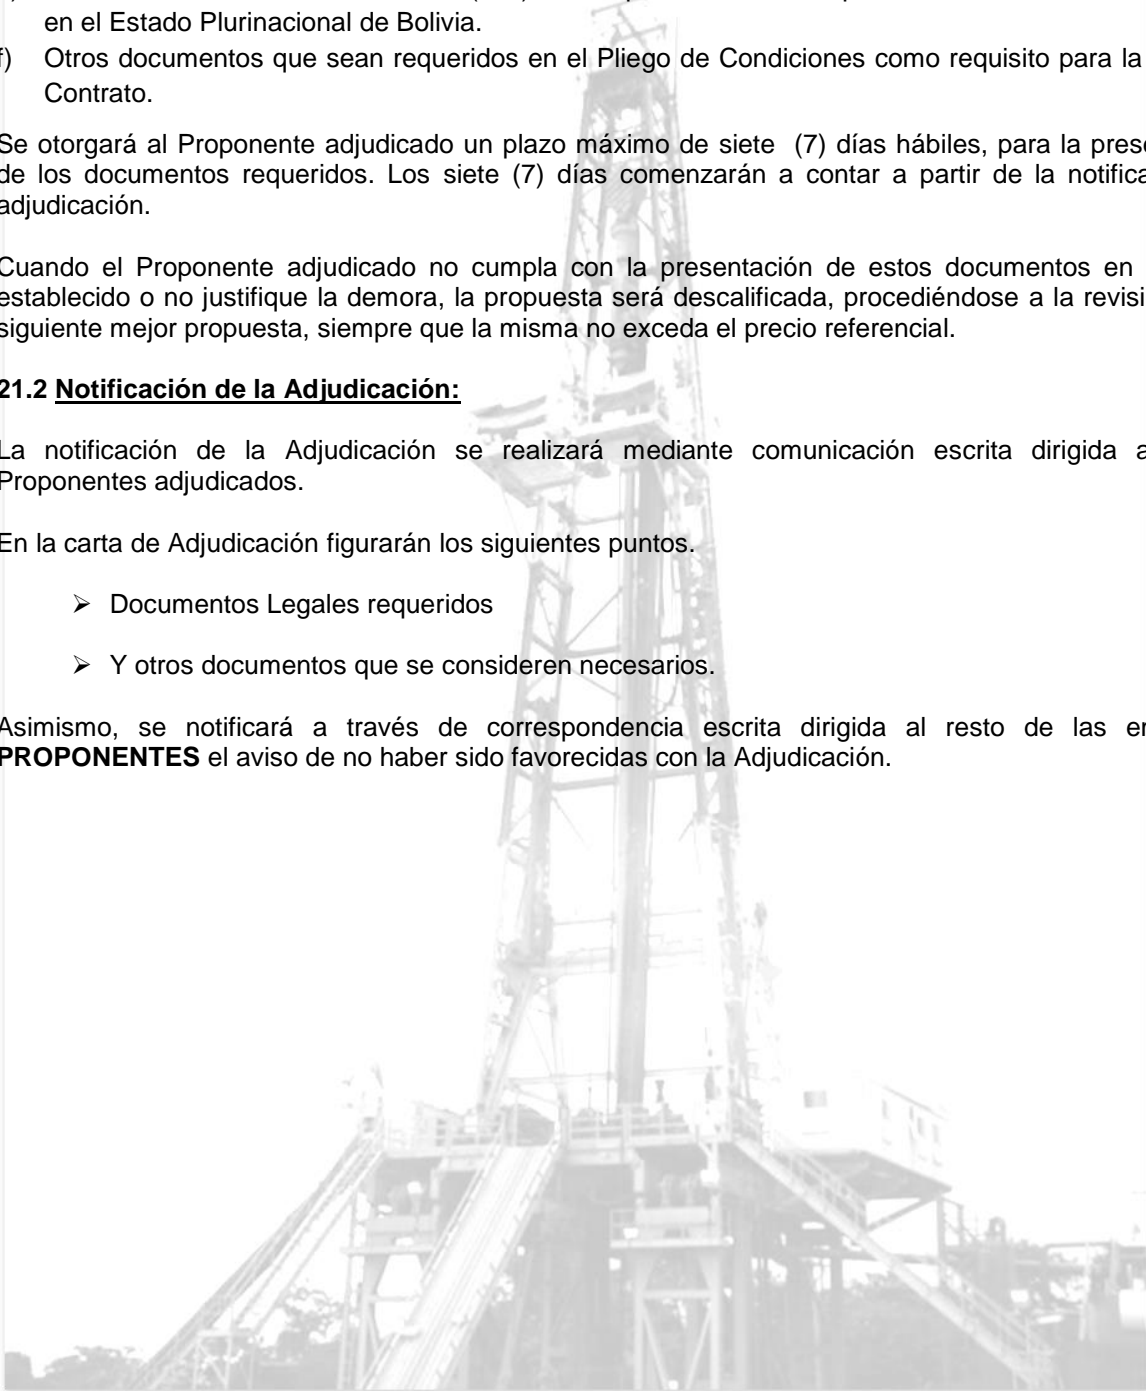 en el Estado Plurinacional de Bolivia.
f) Otros documentos que sean requeridos en el Pliego de Condiciones como requisito para la
Contrato.
Se otorgará al Proponente adjudicado un plazo máximo de siete (7) días hábiles, para la prese
de los documentos requeridos. Los siete (7) días comenzarán a contar a partir de la notifica
adjudicación.
Cuando el Proponente adjudicado no cumpla con la presentación de estos documentos en
establecido o no justifique la demora, la propuesta será descalificada, procediéndose a la revisi
siguiente mejor propuesta, siempre que la misma no exceda el precio referencial.
21.2 Notificación de la Adjudicación:
La notificación de la Adjudicación se realizará mediante comunicación escrita dirigida a
Proponentes adjudicados.
En la carta de Adjudicación figurarán los siguientes puntos.
➢ Documentos Legales requeridos
➢ Y otros documentos que se consideren necesarios.
Asimismo, se notificará a través de correspondencia escrita dirigida al resto de las em
PROPONENTES el aviso de no haber sido favorecidas con la Adjudicación.